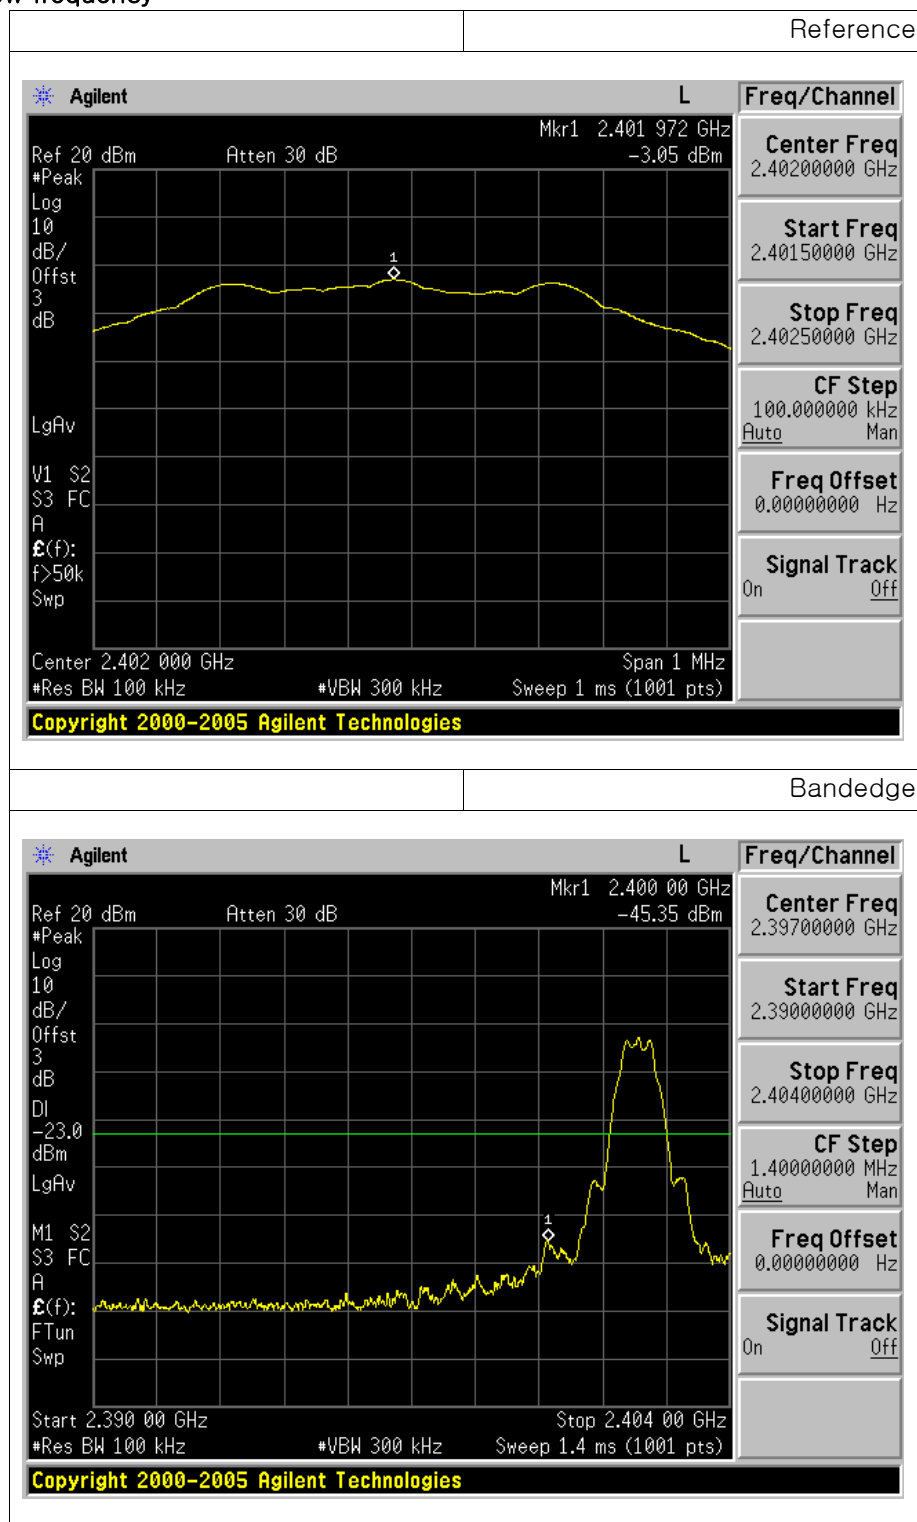 frequency
Reference
Agilent L Freq/Channel
Mkr1 2.401 972 GHz
Ref 20 dBm Atten 30 dB -3.05 dBm
#Peak
Log
10
dB/
Offst
3
dB
LgAv
V1 S2
S3 FC
A
£(f):
f>50k
Swp
1
Center 2.402 000 GHz Span 1 MHz
#Res BW 100 kHz #VBW 300 kHz Sweep 1 ms (1001 pts)
Center Freq
2.40200000 GHz
Start Freq
2.40150000 GHz
Stop Freq
2.40250000 GHz
CF Step
100.000000 kHz
Auto Man
Freq Offset
0.00000000 Hz
Signal Track
On Off
Copyright 2000-2005 Agilent Technologies
Bandedge
Agilent L Freq/Channel
Mkr1 2.400 00 GHz
Ref 20 dBm Atten 30 dB -45.35 dBm
#Peak
Log
10
dB/
Offst
3
dB
DI
-23.0
dBm
LgAv
M1 S2
S3 FC
A
£(f):
FTun
Swp
1
Start 2.390 00 GHz Stop 2.404 00 GHz
#Res BW 100 kHz #VBW 300 kHz Sweep 1.4 ms (1001 pts)
Center Freq
2.39700000 GHz
Start Freq
2.39000000 GHz
Stop Freq
2.40400000 GHz
CF Step
1.40000000 MHz
Auto Man
Freq Offset
0.00000000 Hz
Signal Track
On Off
Copyright 2000-2005 Agilent Technologies